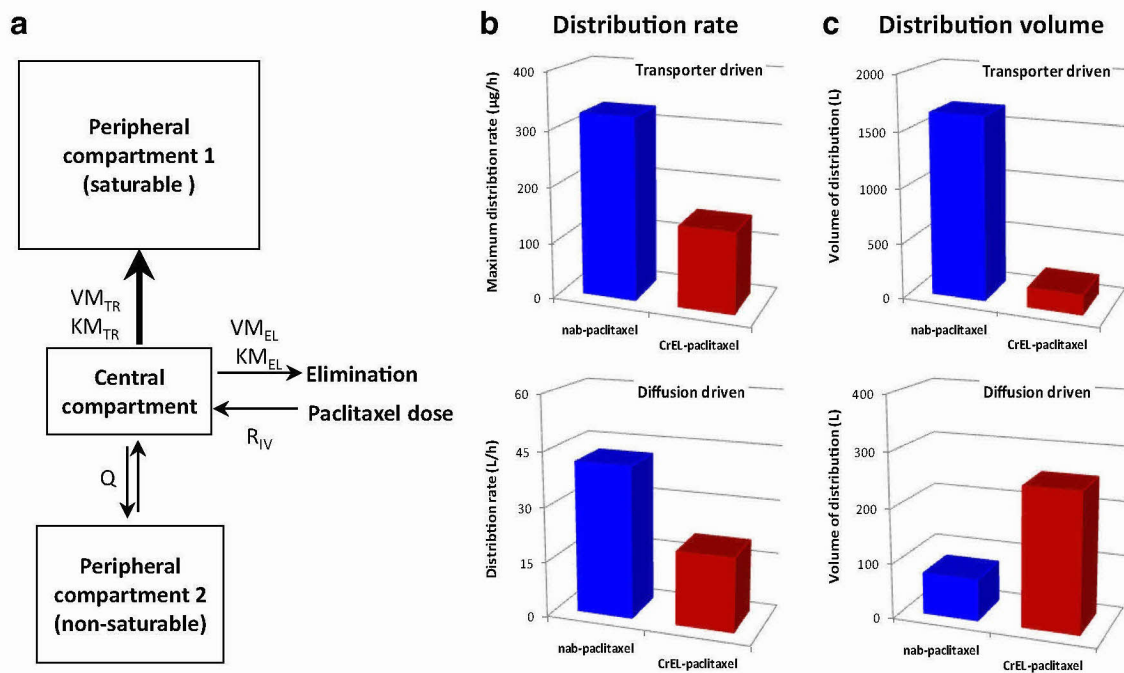 a
Peripheral
compartment 1
(saturable )
VM_TR
KM_TR
VM_EL
KM_EL
Central
compartment
Elimination
Paclitaxel dose
R_IV
Q
Peripheral
compartment 2
(non-saturable)
b
Distribution rate
Transporter driven
Maximum distribtion rate (µg/h)
400
300
200
100
0
nab-paclitaxel
CrEL-paclitaxel
Diffusion driven
Distribtion rate (L/h)
60
45
30
15
0
nab-paclitaxel
CrEL-paclitaxel
c
Distribution volume
Transporter driven
Volume of distribution (L)
2000
1500
1000
500
0
nab-paclitaxel
CrEL-paclitaxel
Diffusion driven
Volume of distribution (L)
400
300
200
100
0
nab-paclitaxel
CrEL-paclitaxel